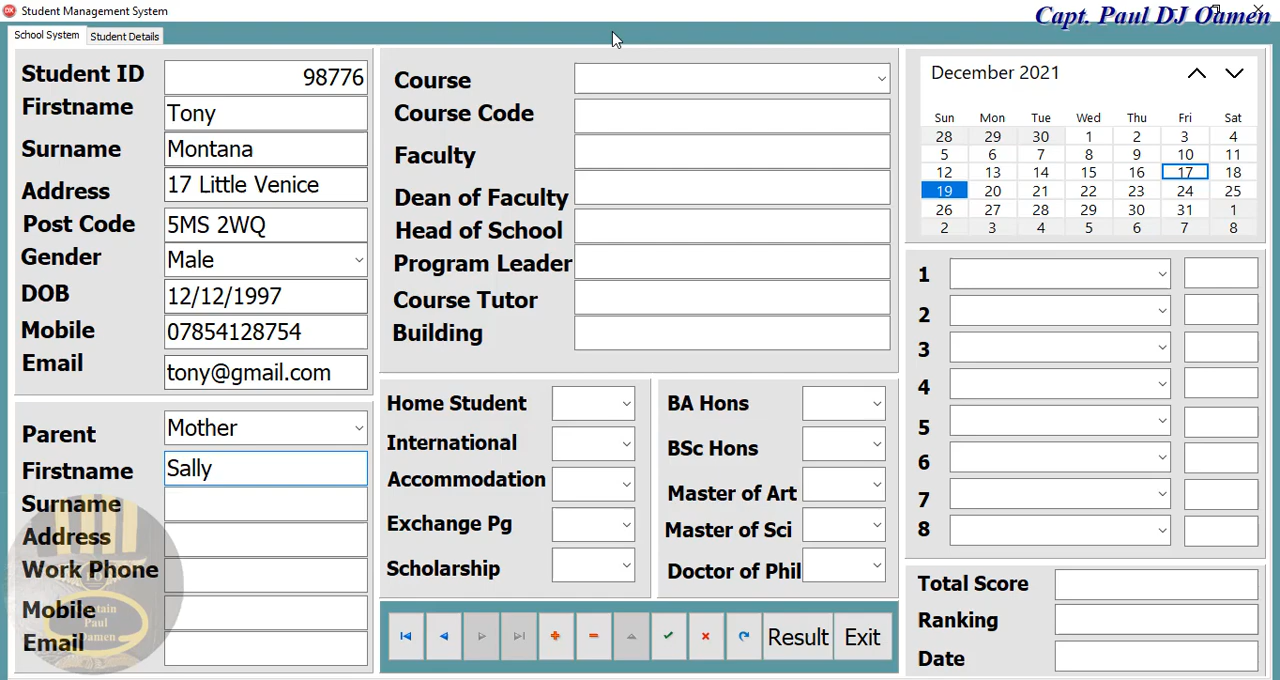 Student Management System
Capt. Paul DJ Oamen
School System
Student Details
Student ID 98776
Firstname Tony
Surname Montana
Address 17 Little Venice
Post Code 5MS 2WQ
Gender Male
DOB 12/12/1997
Mobile 07854128754
Email tony@gmail.com
Parent Mother
Firstname Sally
Surname
Address
Work Phone
Mobile
Email
Captain
Paul
Oamen
Course
Course Code
Faculty
Dean of Faculty
Head of School
Program Leader
Course Tutor
Building
Home Student
International
Accommodation
Exchange Pg
Scholarship
BA Hons
BSc Hons
Master of Art
Master of Sci
Doctor of Phil
Result
Exit
December 2021
Sun Mon Tue Wed Thu Fri Sat
28 29 30 1 2 3 4
5 6 7 8 9 10 11
12 13 14 15 16 17 18
19 20 21 22 23 24 25
26 27 28 29 30 31 1
2 3 4 5 6 7 8
1
2
3
4
5
6
7
8
Total Score
Ranking
Date